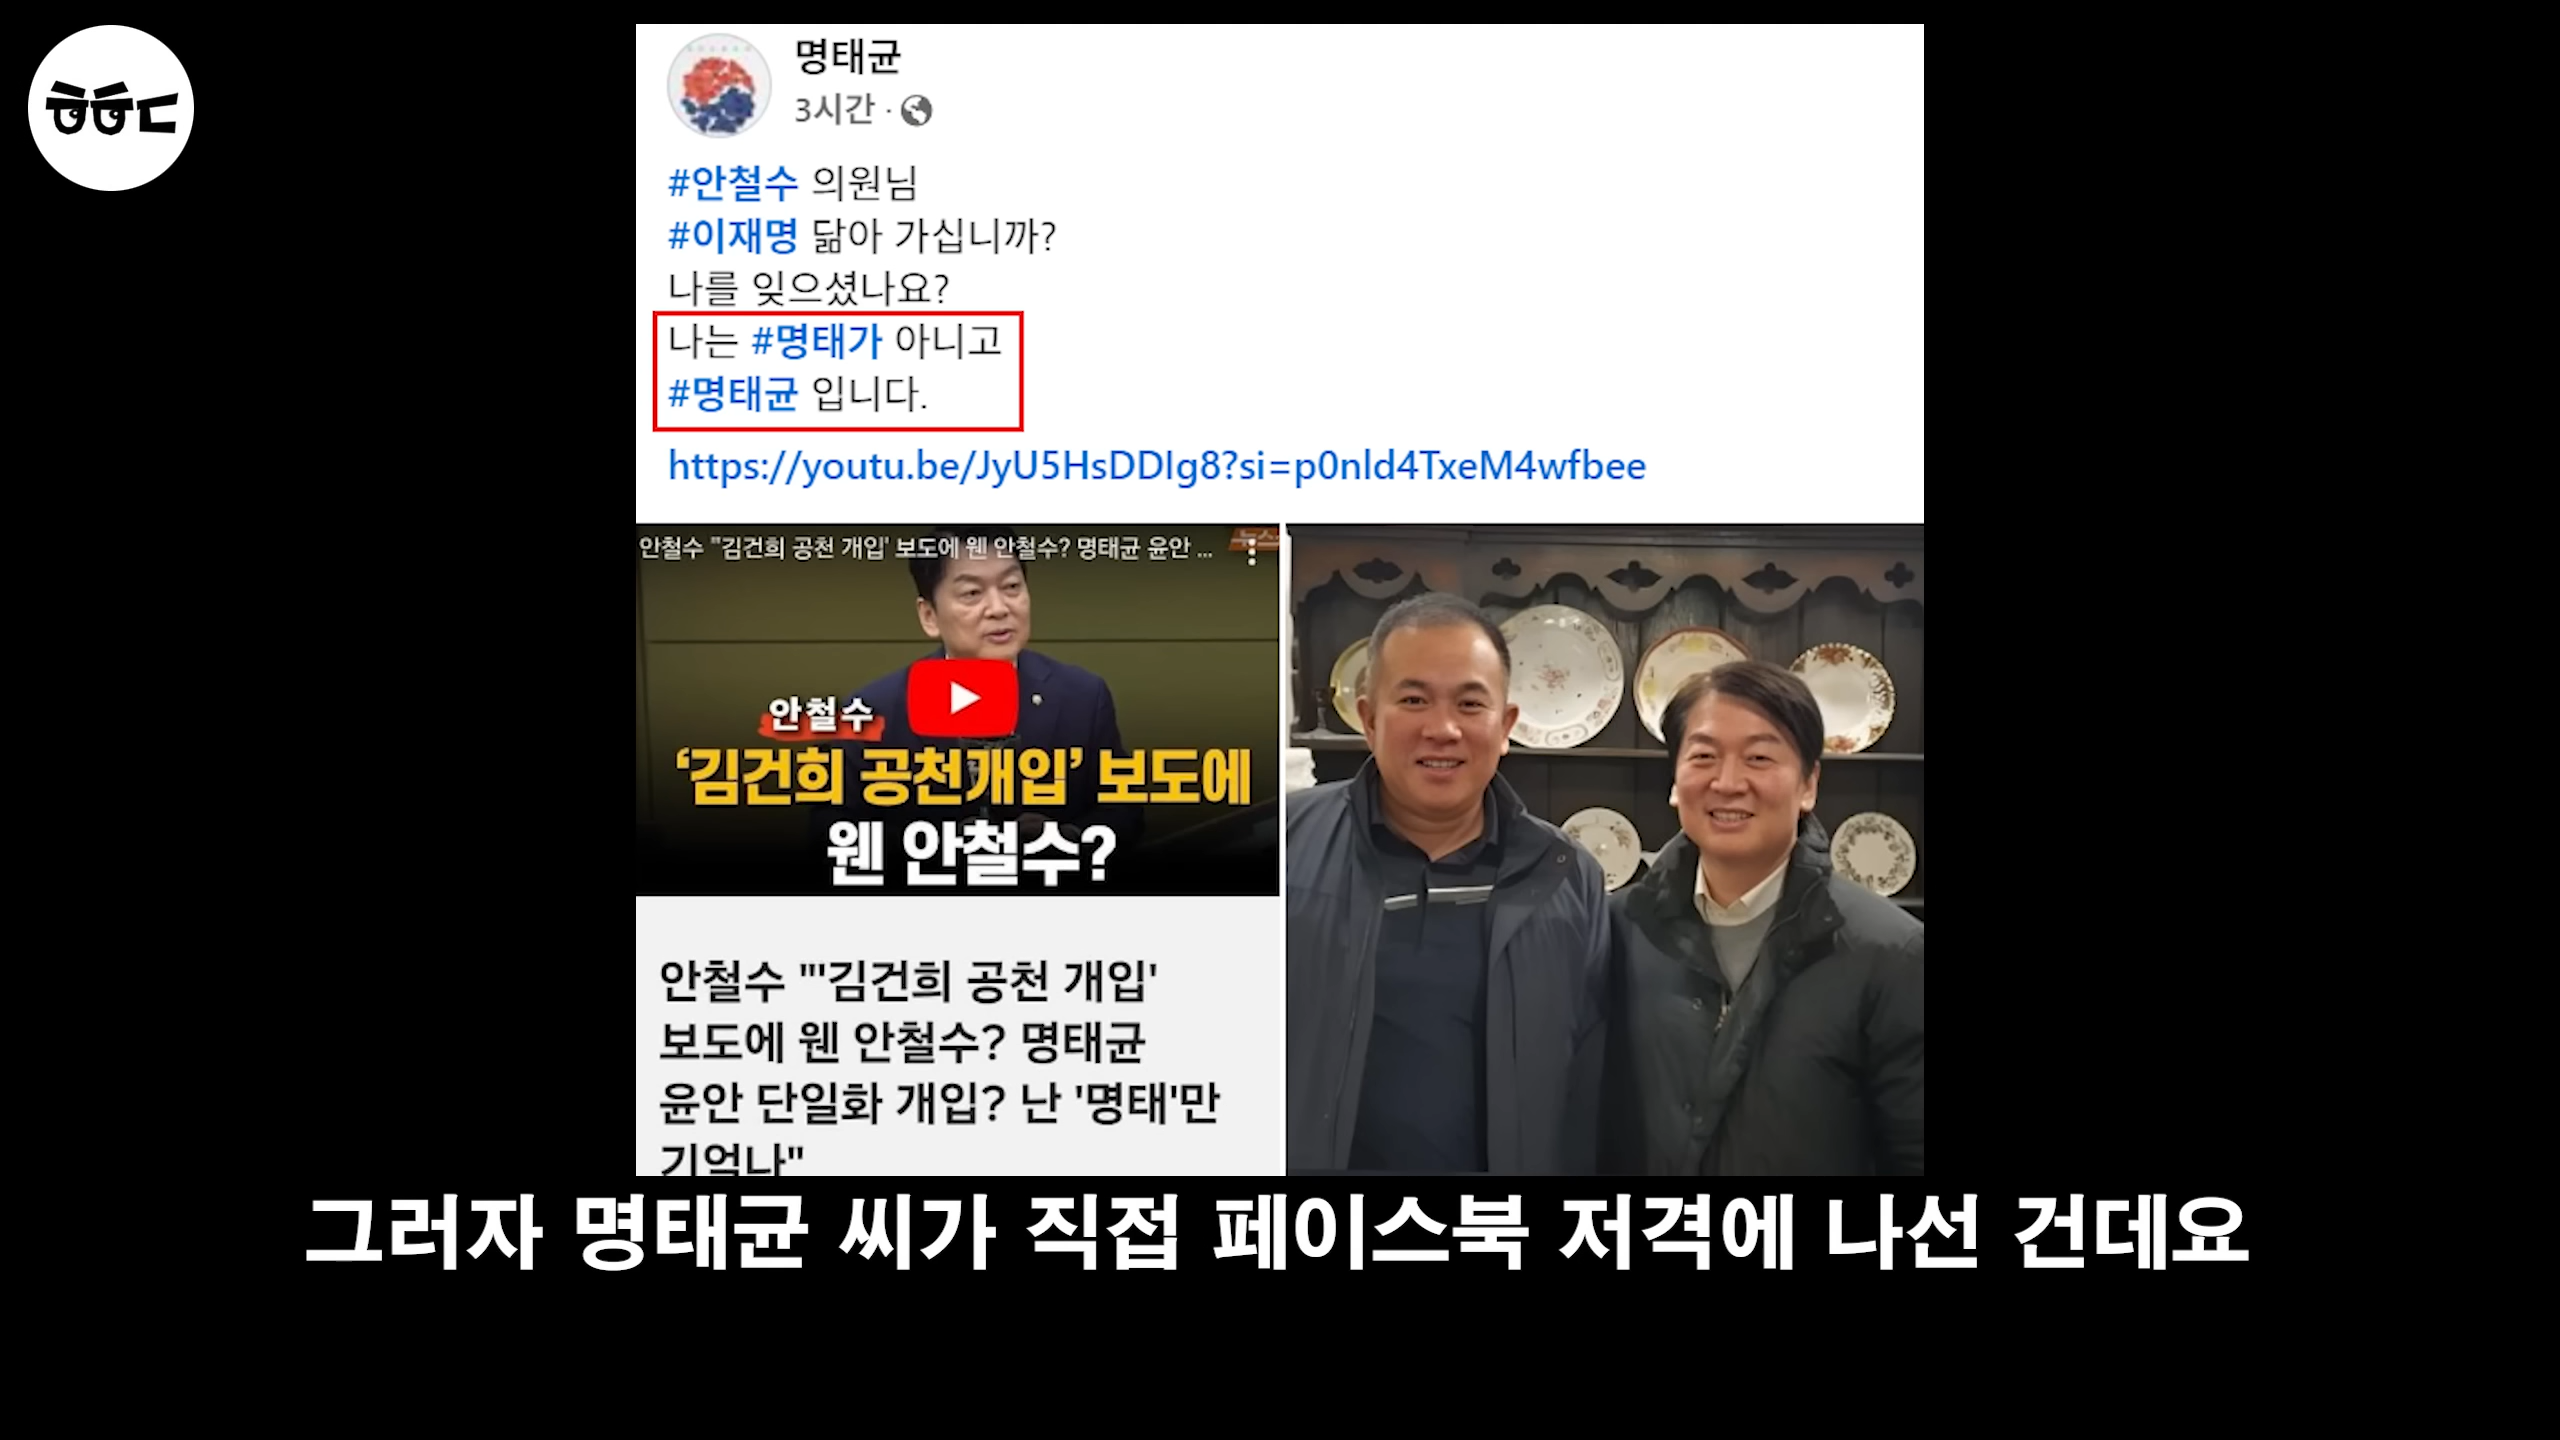 ㅎㅎㄷ
명태균
3시간 ·
#안철수 의원님
#이재명 닮아 가십니까?
나를 잊으셨나요?
나는 #명태가 아니고
#명태균 입니다.
https://youtu.be/JyU5HsDDIg8?si=p0nld4TxeM4wfbee
안철수 "'김건희 공천 개입' 보도에 웬 안철수? 명태균 윤안 ...
안철수
‘김건희 공천개입’ 보도에
웬 안철수?
안철수 "'김건희 공천 개입'
보도에 웬 안철수? 명태균
윤안 단일화 개입? 난 '명태'만
기억나"
그러자 명태균 씨가 직접 페이스북 저격에 나선 건데요